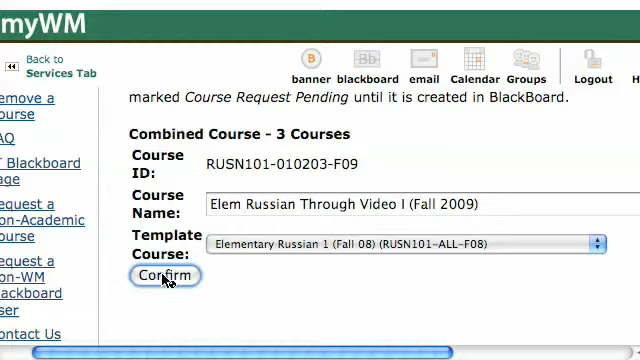 myWM
Back to
Services Tab
banner blackboard email Calendar Groups Logout H
marked Course Request Pending until it is created in BlackBoard.
emove a
ourse
AQ
T Blackboard
age
equest a
on-Academic
ourse
equest a
on-WM
lackboard
ser
ontact Us
Combined Course - 3 Courses
Course
ID:
RUSN101-010203-F09
Course
Name:
Elem Russian Through Video I (Fall 2009)
Template
Course:
Elementary Russian 1 (Fall 08) (RUSN101-ALL-F08)
Confirm